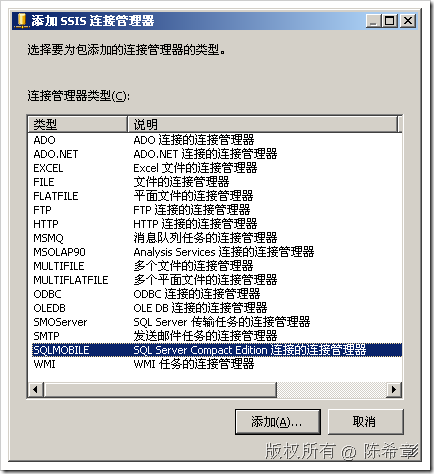 添加 SSIS 连接管理器
选择要为包添加的连接管理器的类型。
连接管理器类型(C):
类型 说明
ADO ADO 连接的连接管理器
ADO.NET ADO.NET 连接的连接管理器
EXCEL Excel 文件的连接管理器
FILE 文件的连接管理器
FLATFILE 平面文件的连接管理器
FTP FTP 连接的连接管理器
HTTP HTTP 连接的连接管理器
MSMQ 消息队列任务的连接管理器
MSOLAP90 Analysis Services 连接的连接管理器
MULTIFILE 多个文件的连接管理器
MULTIFLATFILE 多个平面文件的连接管理器
ODBC ODBC 连接的连接管理器
OLEDB OLE DB 连接的连接管理器
SMOServer SQL Server 传输任务的连接管理器
SMTP 发送邮件任务的连接管理器
SQLMOBILE SQL Server Compact Edition 连接的连接管理器
WMI WMI 任务的连接管理器
添加(A)... 取消
版权所有 @ 陈希章